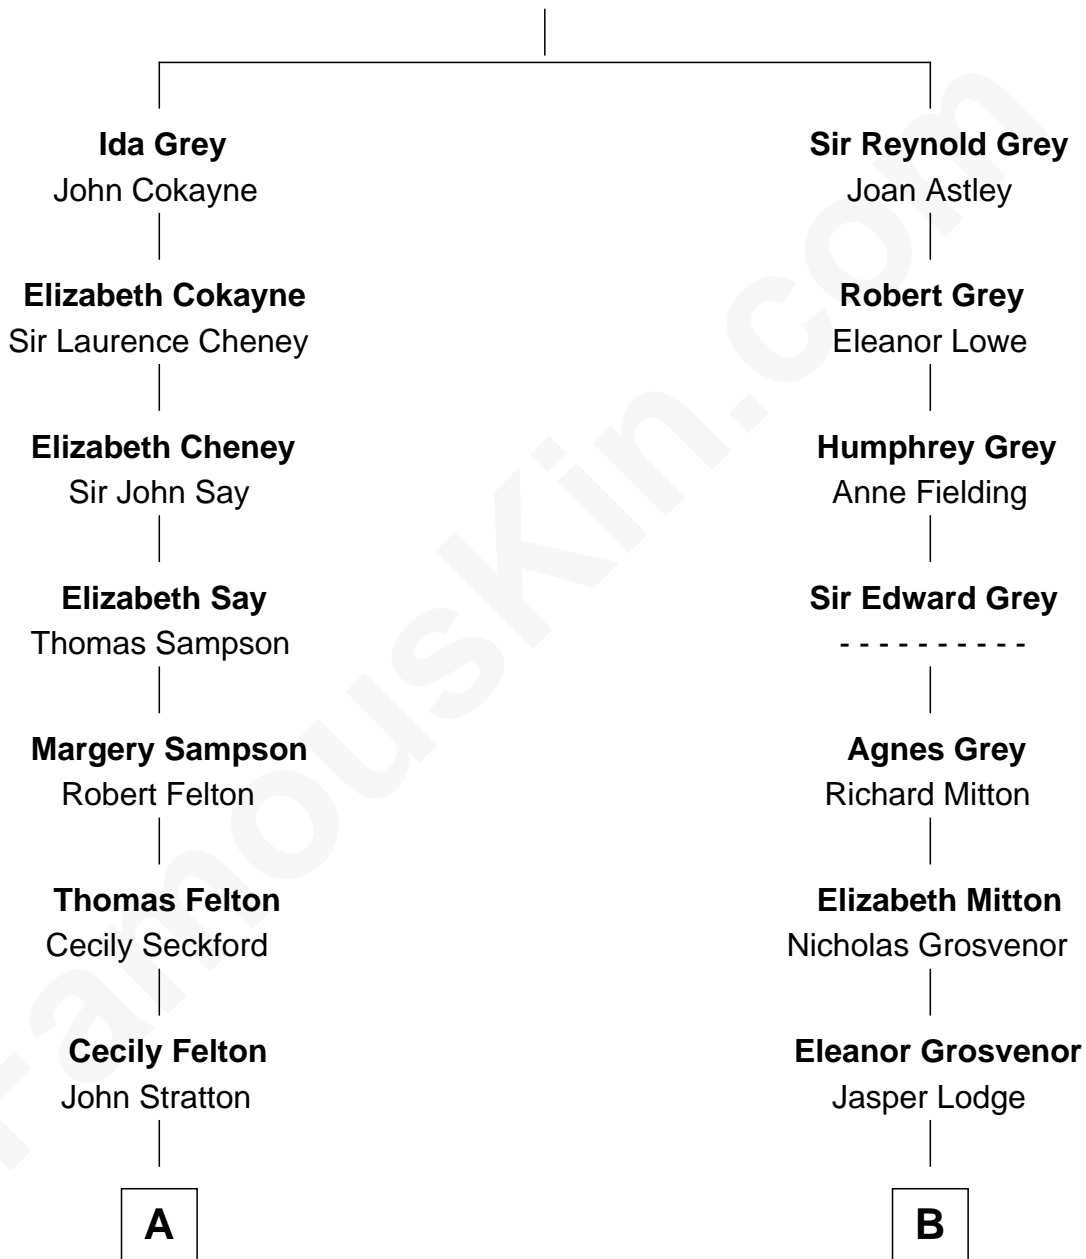 Ida Grey
John Cokayne
Sir Reynold Grey
Joan Astley
Elizabeth Cokayne
Sir Laurence Cheney
Robert Grey
Eleanor Lowe
Elizabeth Cheney
Sir John Say
Humphrey Grey
Anne Fielding
Elizabeth Say
Thomas Sampson
Sir Edward Grey
- - - - - - - - - -
Margery Sampson
Robert Felton
Agnes Grey
Richard Mitton
Thomas Felton
Cecily Seckford
Elizabeth Mitton
Nicholas Grosvenor
Cecily Felton
John Stratton
Eleanor Grosvenor
Jasper Lodge
A
B
FamousKin.com